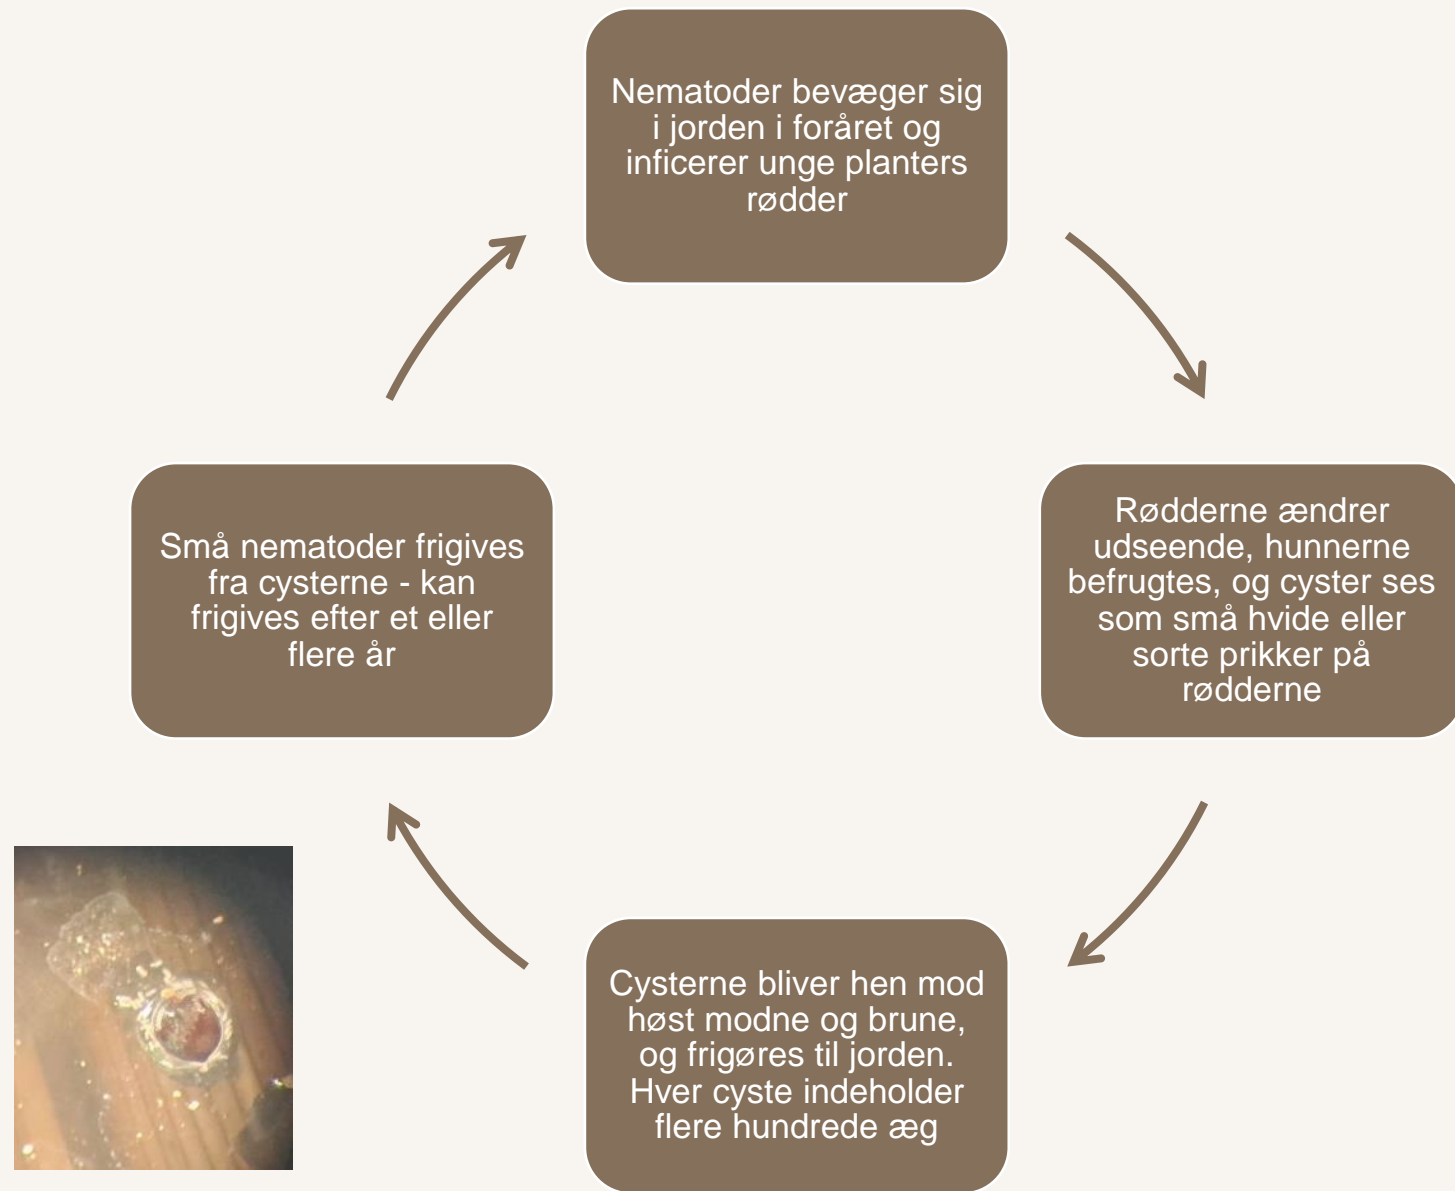 Nematoder bevæger sig
i jorden i foråret og
inficerer unge planters
rødder
Rødderne ændrer
udseende, hunnerne
befrugtes, og cyster ses
som små hvide eller
sorte prikker på
rødderne
Cysterne bliver hen mod
høst modne og brune,
og frigøres til jorden.
Hver cyste indeholder
flere hundrede æg
Små nematoder frigives
fra cysterne - kan
frigives efter et eller
flere år